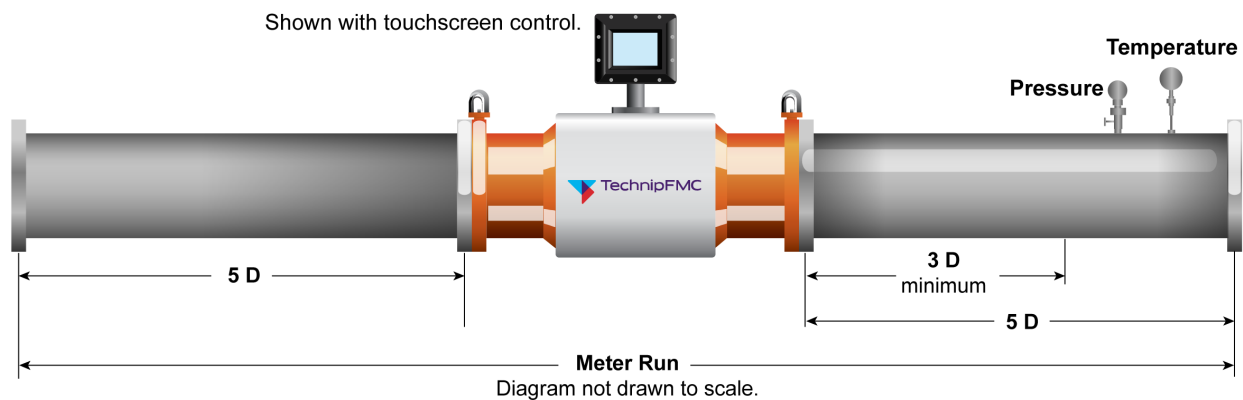 Shown with touchscreen control.
Temperature
Pressure
TechnipFMC
5 D
3 D
minimum
5 D
Meter Run
Diagram not drawn to scale.